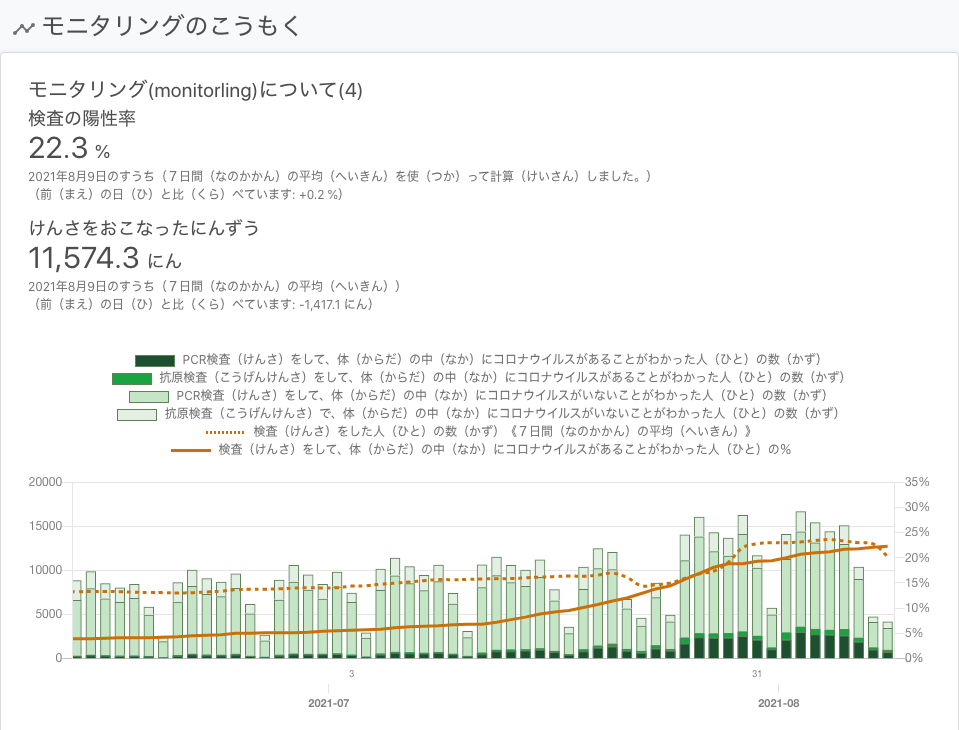 モニタリングのこうもく
モニタリング(monitorling)について(4)
検査の陽性率
22.3 %
2021年8月9日のすうち（７日間（なのかかん）の平均（へいきん）を使（つか）って計算（けいさん）しました。）
（前（まえ）の日（ひ）と比（くら）べています: +0.2 %）
けんさをおこなったにんずう
11,574.3 にん
2021年8月9日のすうち（７日間（なのかかん）の平均（へいきん））
（前（まえ）の日（ひ）と比（くら）べています: -1,417.1 にん）
PCR検査（けんさ）をして、体（からだ）の中（なか）にコロナウイルスがあることがわかった人（ひと）の数（かず）
抗原検査（こうげんけんさ）をして、体（からだ）の中（なか）にコロナウイルスがあることがわかった人（ひと）の数（かず）
PCR検査（けんさ）をして、体（からだ）の中（なか）にコロナウイルスがいないことがわかった人（ひと）の数（かず）
抗原検査（こうげんけんさ）で、体（からだ）の中（なか）にコロナウイルスがいないことがわかった人（ひと）の数（かず）
検査（けんさ）をした人（ひと）の数（かず）《７日間（なのかかん）の平均（へいきん）》
検査（けんさ）をして、体（からだ）の中（なか）にコロナウイルスがあることがわかった人（ひと）の%
20000 35%
30%
15000 25%
10000 20%
15%
5000 10%
5%
0 0%
3 31
2021-07 2021-08